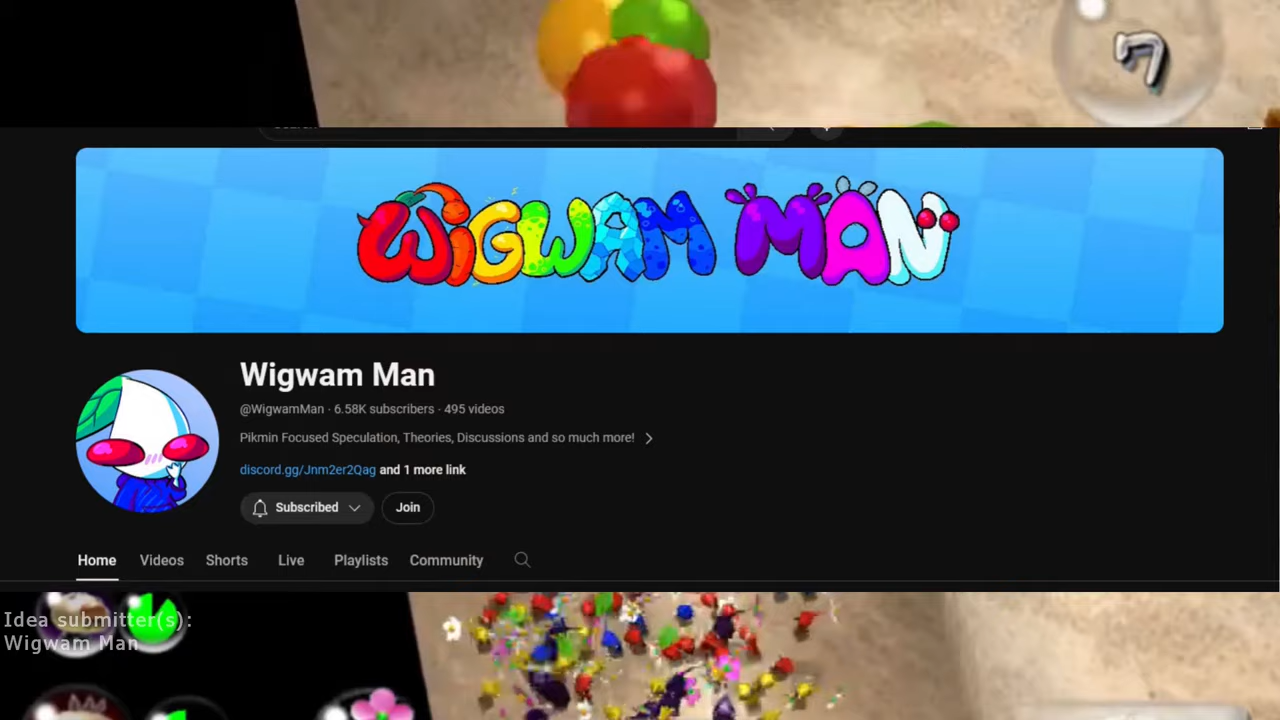 7
WIGWAM MAN
Wigwam Man
@WigwamMan · 6.58K subscribers · 495 videos
Pikmin Focused Speculation, Theories, Discussions and so much more!
discord.gg/Jnm2er2Qag and 1 more link
Subscribed Join
Home Videos Shorts Live Playlists Community
Idea submitter(s):
Wigwam Man